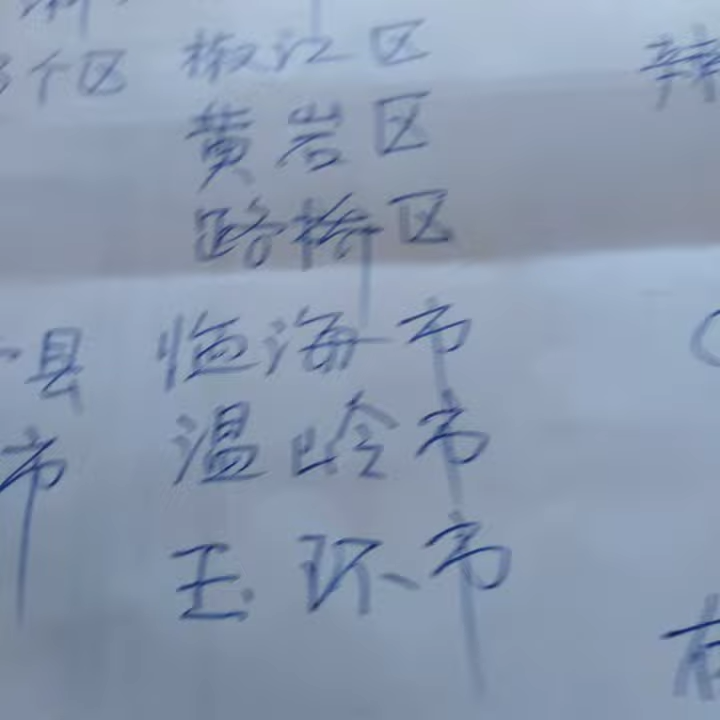 个区 椒江区
黄岩区
路桥区
县 临海市
市 温岭市
玉环市